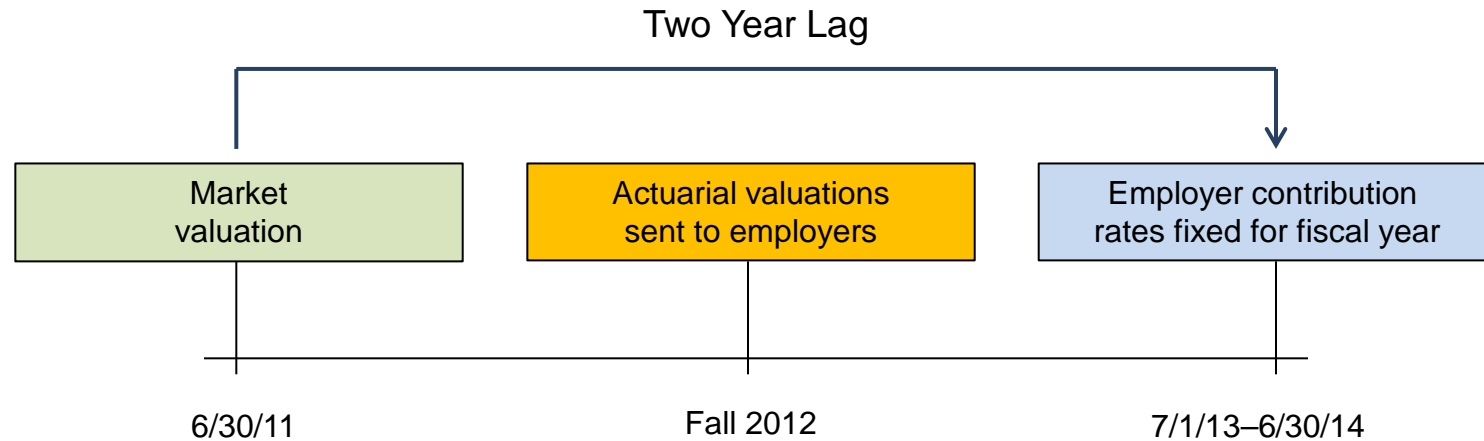 Two Year Lag
Market
valuation
Actuarial valuations
sent to employers
Employer contribution
rates fixed for fiscal year
6/30/11
Fall 2012
7/1/13–6/30/14